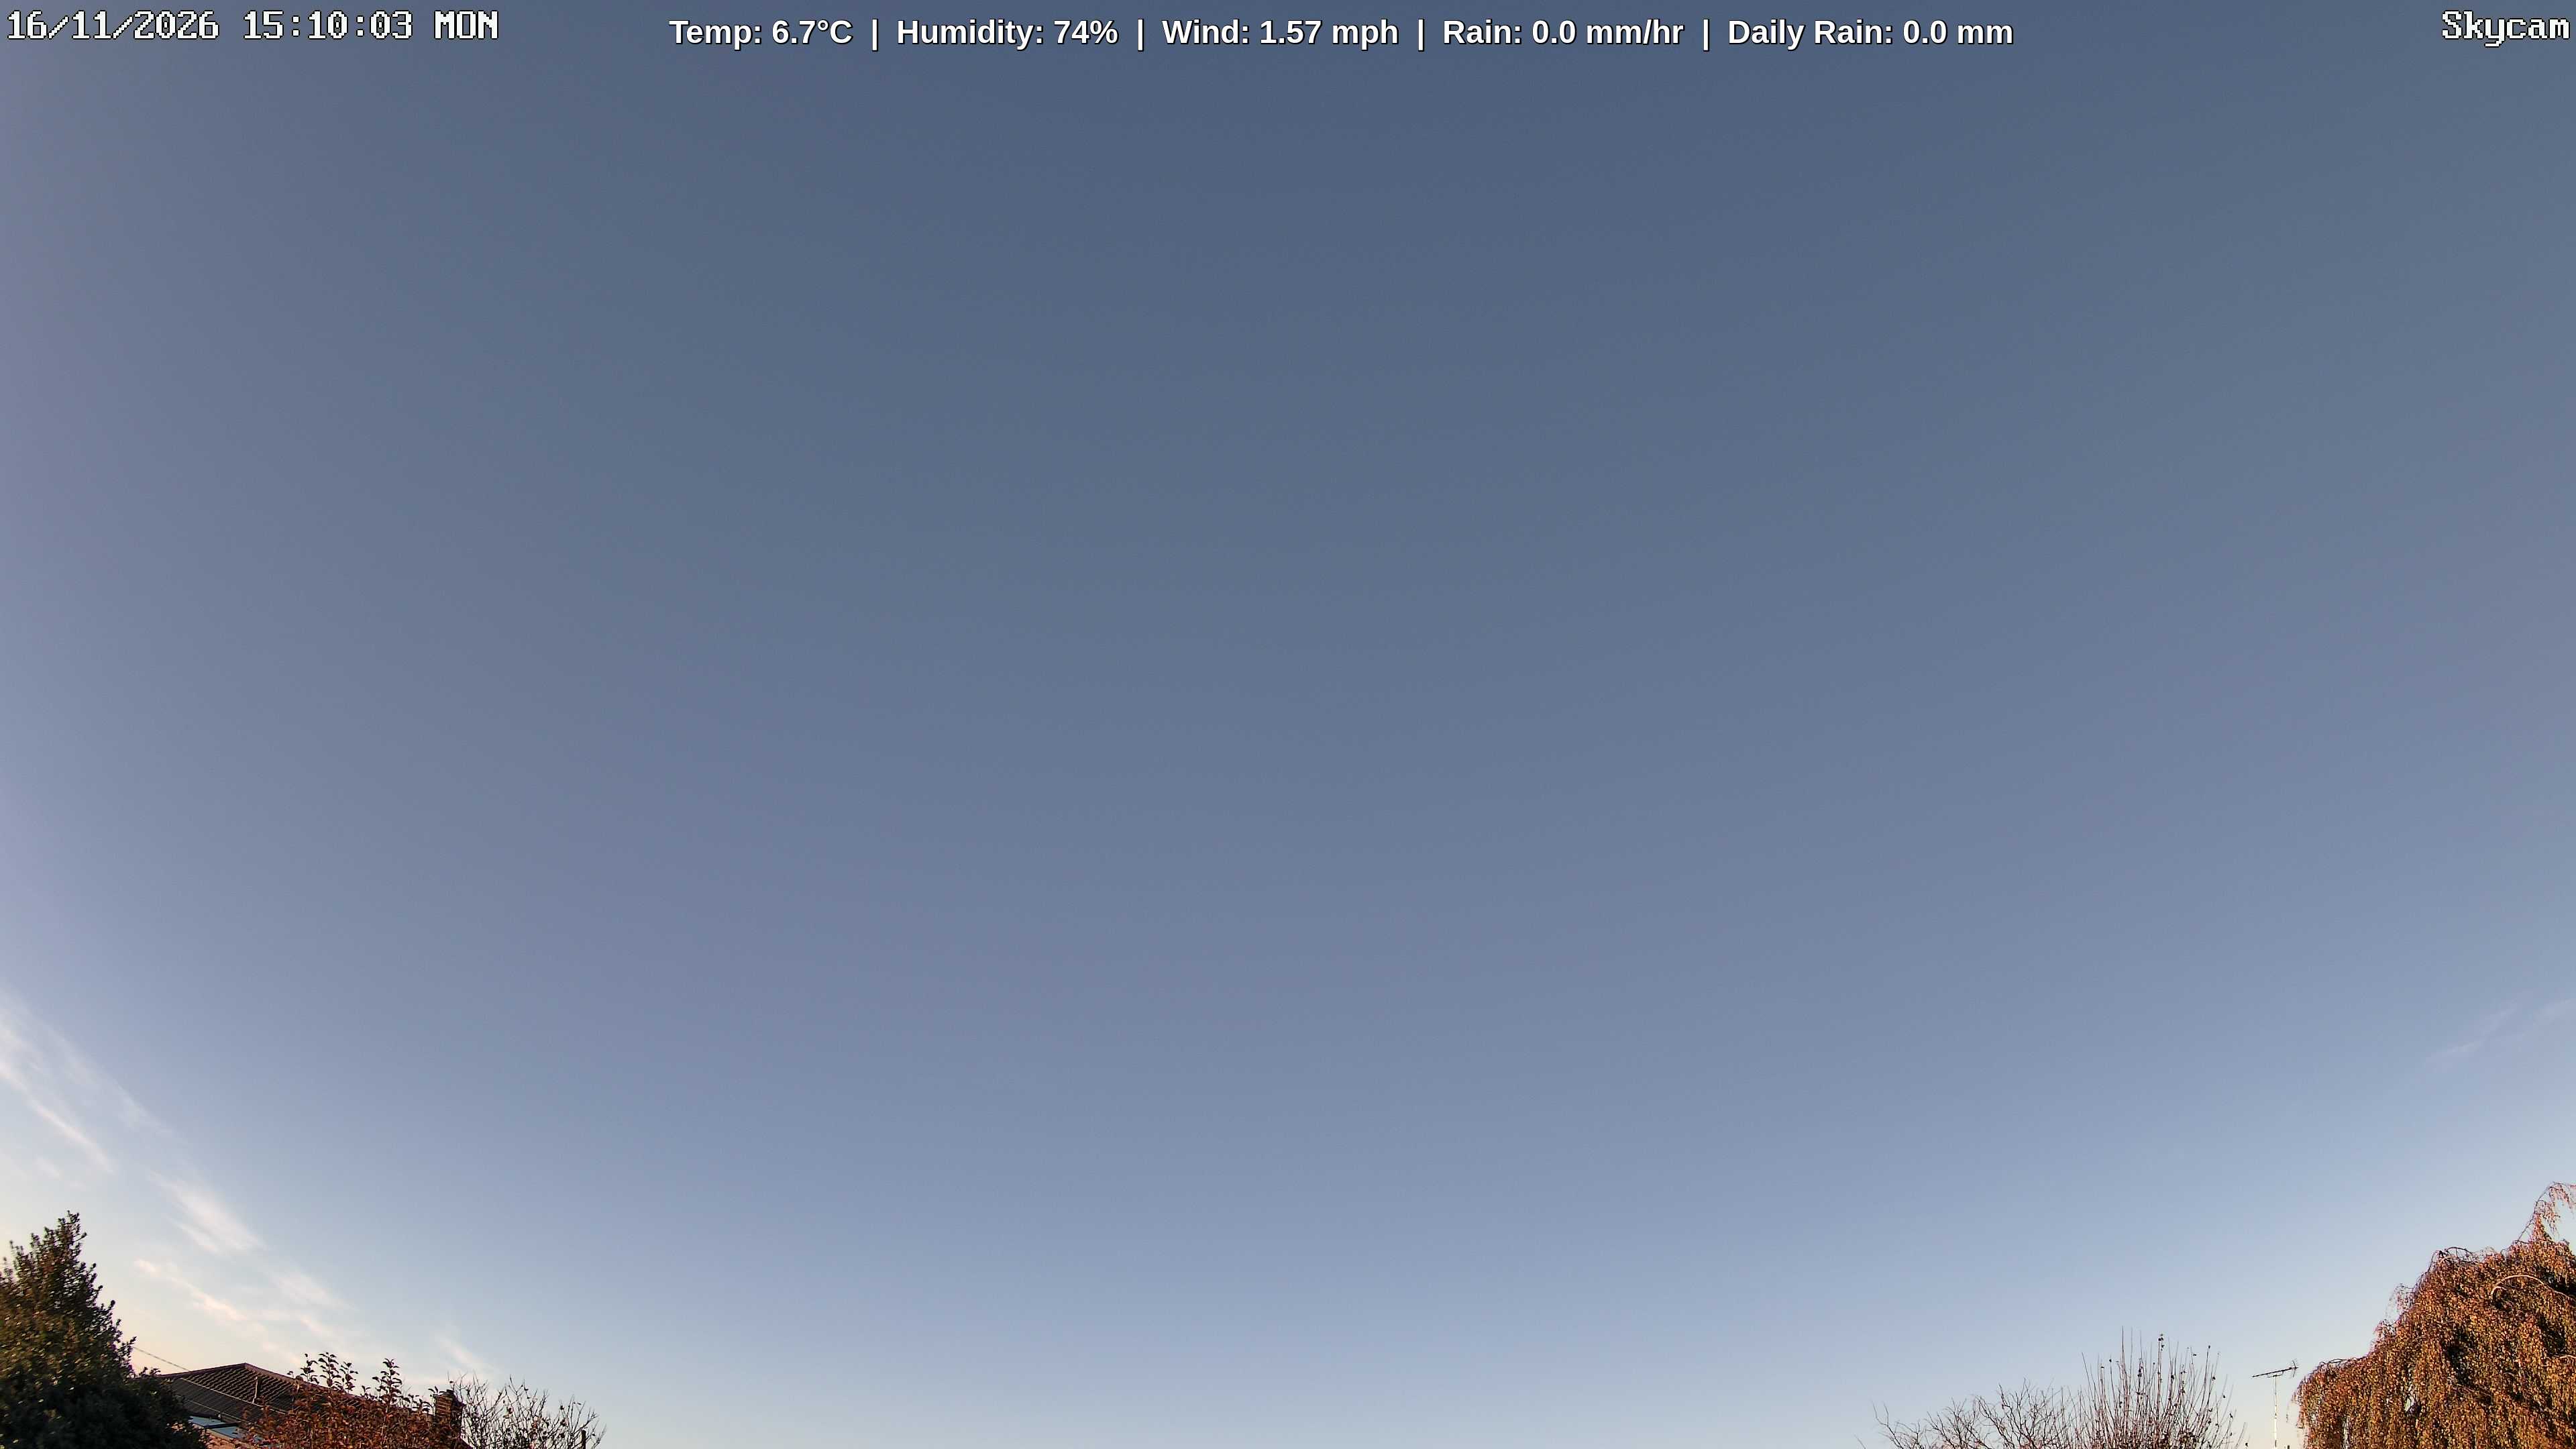 16/11/2026 15:10:03 MON
Temp: 6.7°C | Humidity: 74% | Wind: 1.57 mph | Rain: 0.0 mm/hr | Daily Rain: 0.0 mm
Skycam